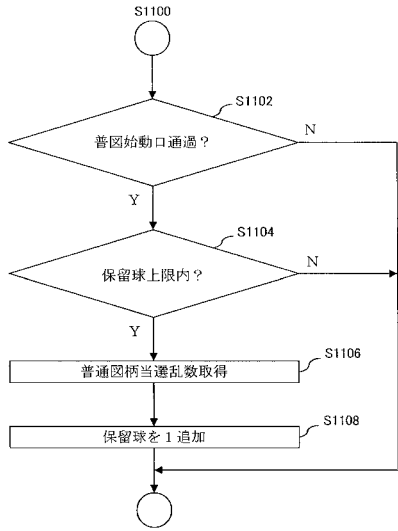 S1100
S1102
普図始動口通過？
N
Y
S1104
保留球上限内？
N
Y
S1106
普通図柄当選乱数取得
S1108
保留球を1追加